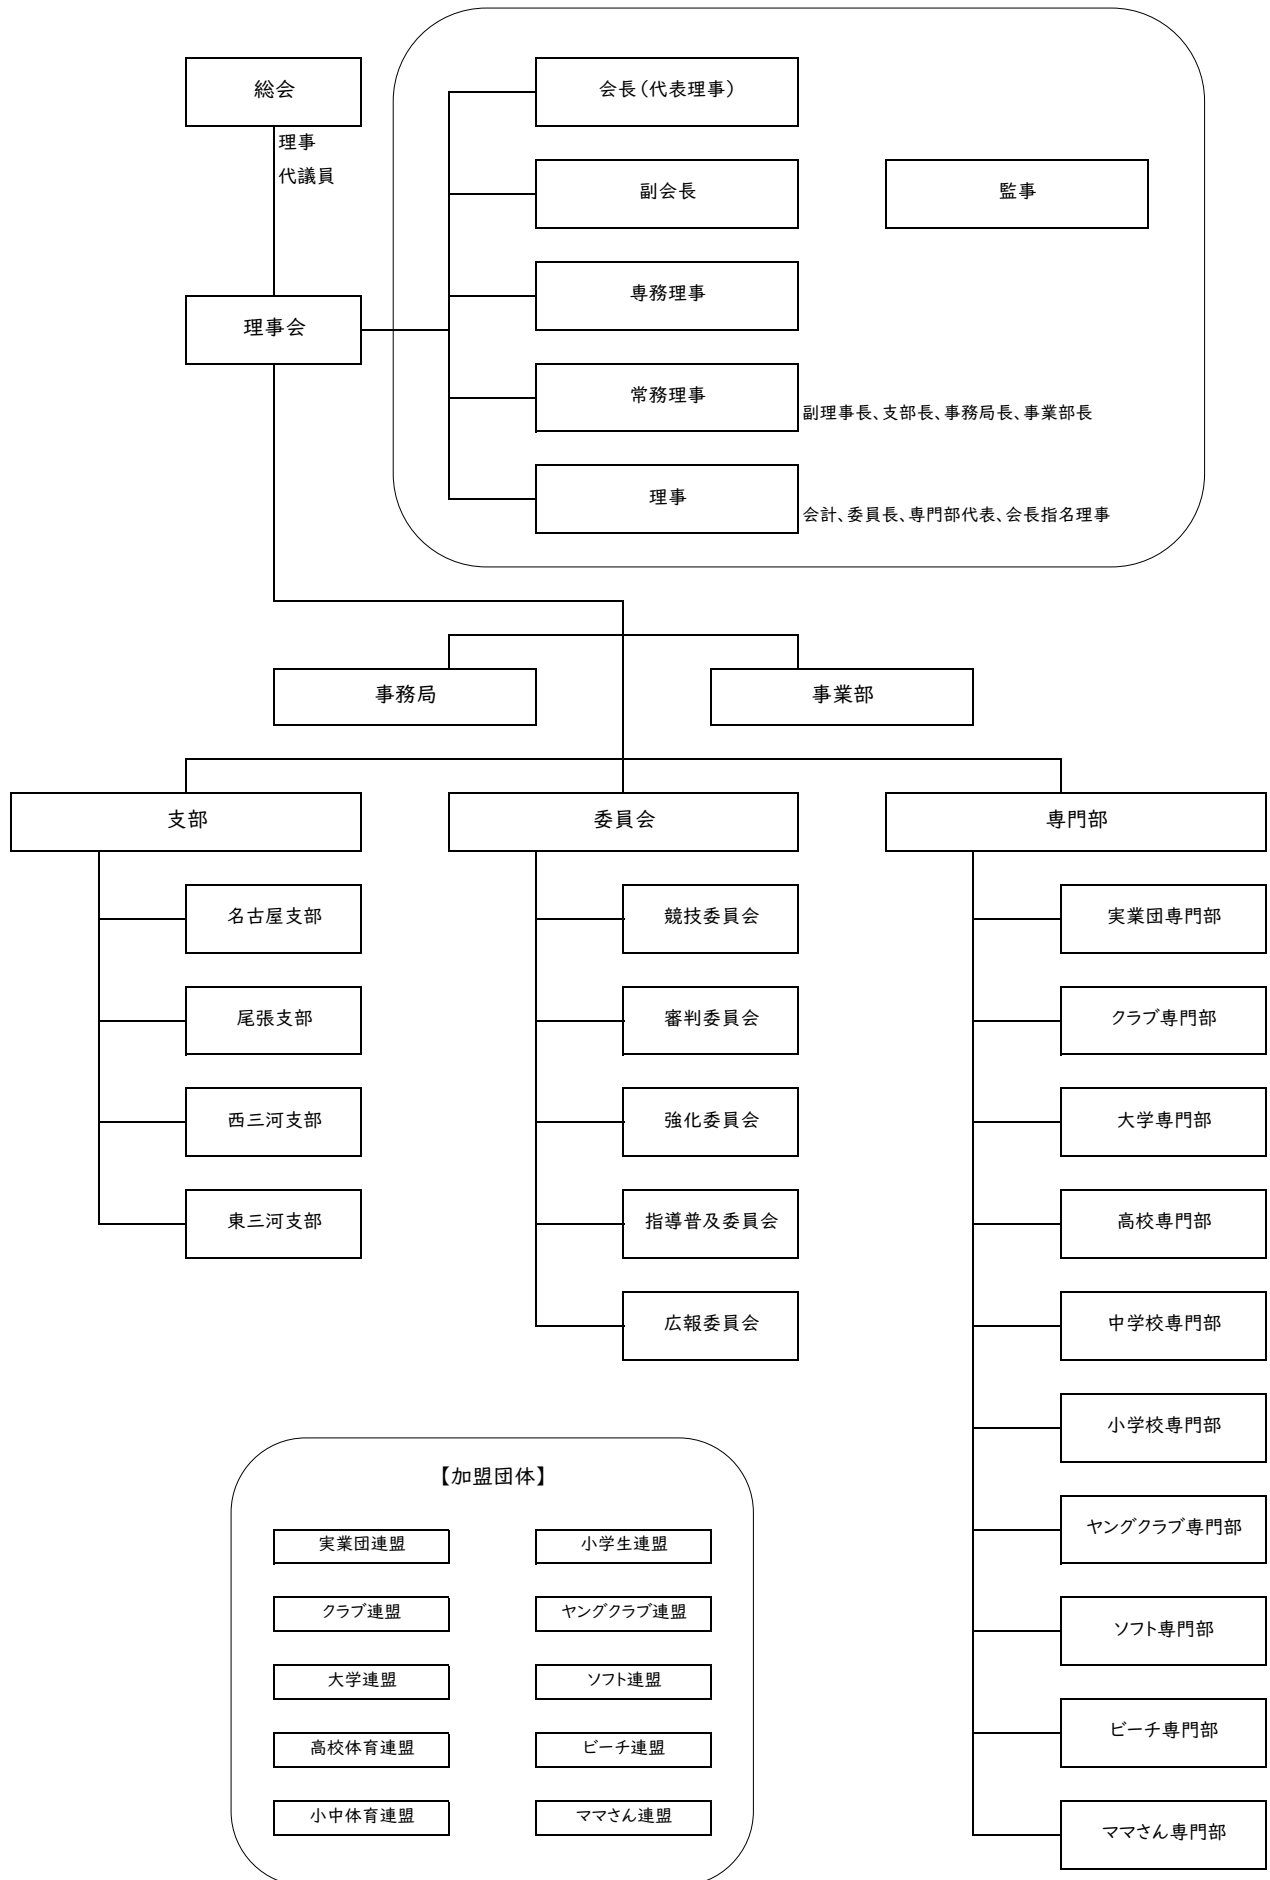 総会
理事
代議員
理事会
会長（代表理事）
副会長
監事
専務理事
常務理事
副理事長、支部長、事務局長、事業部長
理事
会計、委員長、専門部代表、会長指名理事
事務局
事業部
支部
名古屋支部
尾張支部
西三河支部
東三河支部
委員会
競技委員会
審判委員会
強化委員会
指導普及委員会
広報委員会
専門部
実業団専門部
クラブ専門部
大学専門部
高校専門部
中学校専門部
小学校専門部
ヤングクラブ専門部
ソフト専門部
ビーチ専門部
ママさん専門部
【加盟団体】
実業団連盟
クラブ連盟
大学連盟
高校体育連盟
小中体育連盟
小学生連盟
ヤングクラブ連盟
ソフト連盟
ビーチ連盟
ママさん連盟